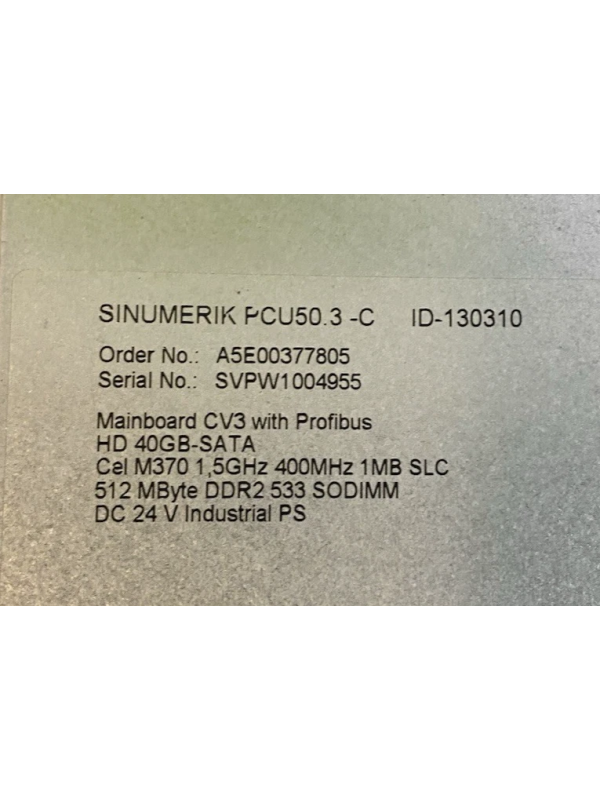 SINUMERIK PCU50.3 -C ID-130310
Order No.: A5E00377805
Serial No.: SVPW1004955
Mainboard CV3 with Profibus
HD 40GB-SATA
Cel M370 1,5GHz 400MHz 1MB SLC
512 MByte DDR2 533 SODIMM
DC 24 V Industrial PS